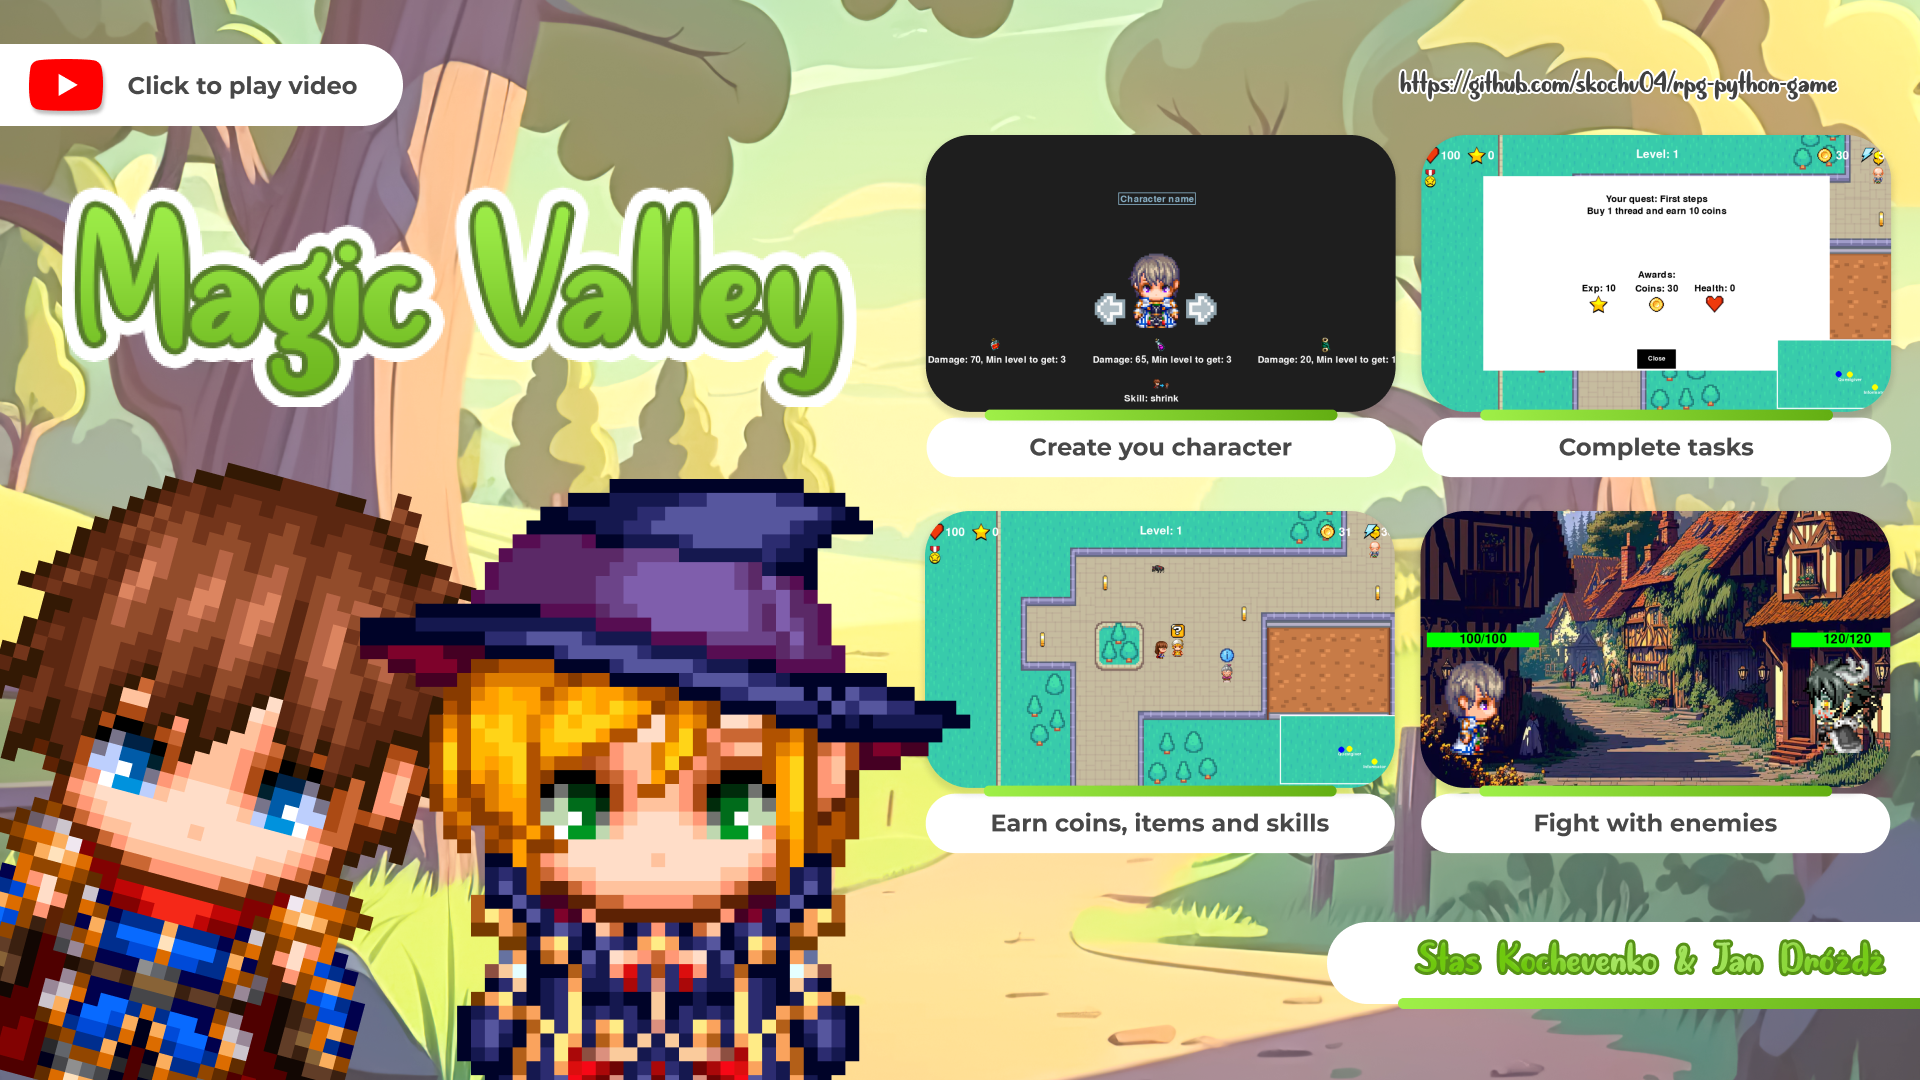 Click to play video
https://github.com/skochv04/rpg-python-game
Magic Valley
Character name
Damage: 70, Min level to get: 3
Damage: 65, Min level to get: 3
Damage: 20, Min level to get: 1
Skill: shrink
Create you character
100
0
Level: 1
30
Your quest: First steps
Buy 1 thread and earn 10 coins
Awards:
Exp: 10
Coins: 30
Health: 0
Close
Complete tasks
100
0
Level: 1
31
3
Earn coins, items and skills
100/100
120/120
Fight with enemies
Stas Kochevenko & Jan Dróżdż